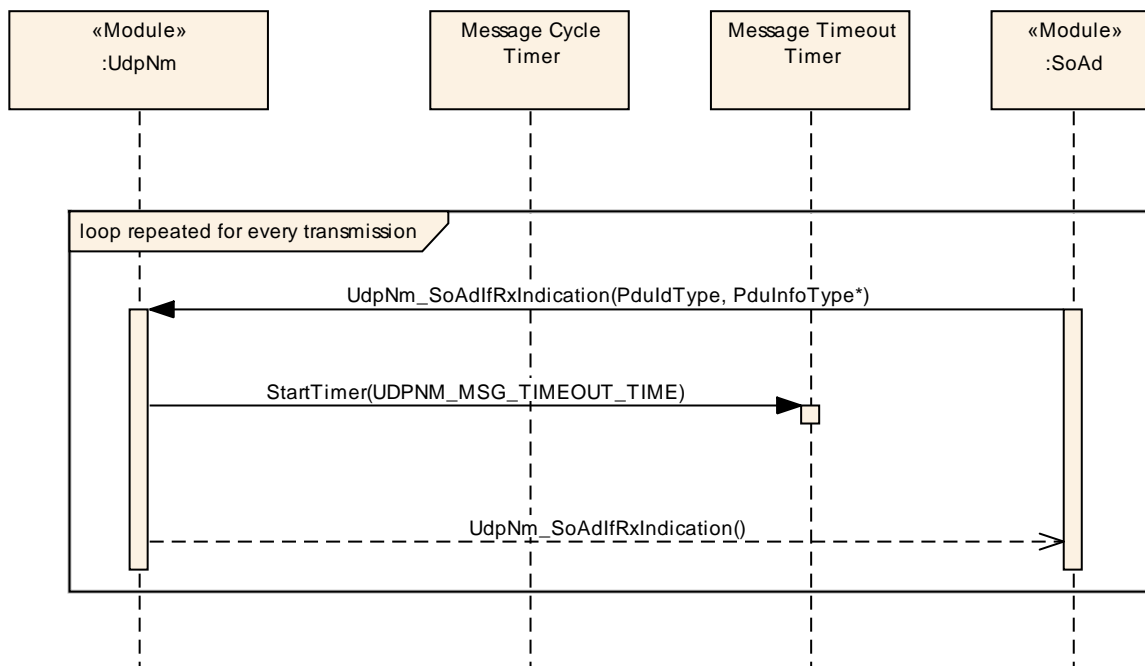 «Module»
:UdpNm
Message Cycle
Timer
Message Timeout
Timer
«Module»
:SoAd
loop repeated for every transmission
UdpNm_SoAdIfRxIndication(PduIdType, PduInfoType*)
StartTimer(UDPNM_MSG_TIMEOUT_TIME)
UdpNm_SoAdIfRxIndication()